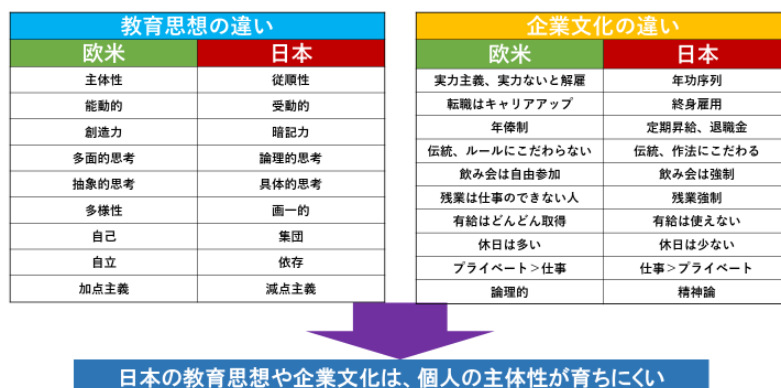 教育思想の違い
欧米 日本
主体性 従順性
能動的 受動的
創造力 暗記力
多面的思考 論理的思考
抽象的思考 具体的思考
多様性 画一的
自己 集団
自立 依存
加点主義 減点主義
企業文化の違い
欧米 日本
実力主義、実力ないと解雇 年功序列
転職はキャリアアップ 終身雇用
年俸制 定期昇給、退職金
伝統、ルールにこだわらない 伝統、作法にこだわる
飲み会は自由参加 飲み会は強制
残業は仕事のできない人 残業強制
有給はどんどん取得 有給は使えない
休日は多い 休日は少ない
プライベート＞仕事 仕事＞プライベート
論理的 精神論
日本の教育思想や企業文化は、個人の主体性が育ちにくい